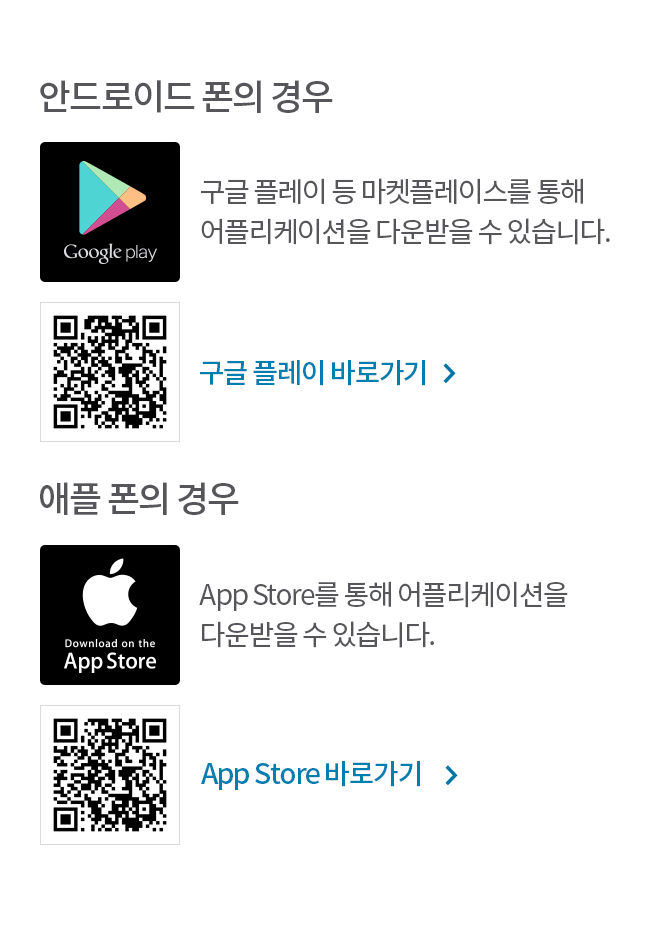 안드로이드 폰의 경우
구글 플레이 등 마켓플레이스를 통해
어플리케이션을 다운받을 수 있습니다.
Google play
구글 플레이 바로가기
애플 폰의 경우
App Store를 통해 어플리케이션을
다운받을 수 있습니다.
Download on the
App Store
App Store 바로가기